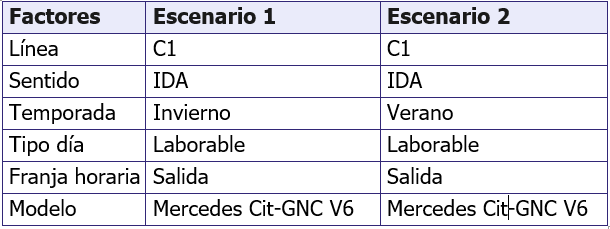 Factores Escenario 1 Escenario 2
Línea C1 C1
Sentido IDA IDA
Temporada Invierno Verano
Tipo día Laborable Laborable
Franja horaria Salida Salida
Modelo Mercedes Cit-GNC V6 Mercedes Cit-GNC V6